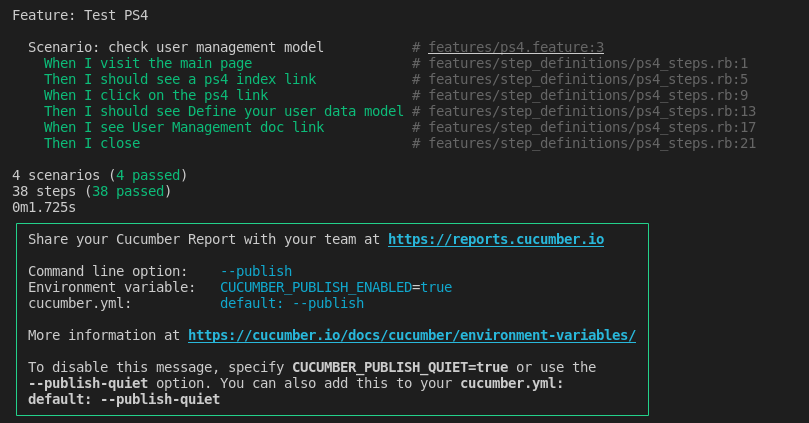 Feature: Test PS4
Scenario: check user management model # features/ps4.feature:3
When I visit the main page # features/step_definitions/ps4_steps.rb:1
Then I should see a ps4 index link # features/step_definitions/ps4_steps.rb:5
When I click on the ps4 link # features/step_definitions/ps4_steps.rb:9
Then I should see Define your user data model # features/step_definitions/ps4_steps.rb:13
When I see User Management doc link # features/step_definitions/ps4_steps.rb:17
Then I close # features/step_definitions/ps4_steps.rb:21
4 scenarios (4 passed)
38 steps (38 passed)
0m1.725s
Share your Cucumber Report with your team at https://reports.cucumber.io
Command line option: --publish
Environment variable: CUCUMBER_PUBLISH_ENABLED=true
cucumber.yml: default: --publish
More information at https://cucumber.io/docs/cucumber/environment-variables/
To disable this message, specify CUCUMBER_PUBLISH_QUIET=true or use the
--publish-quiet option. You can also add this to your cucumber.yml:
default: --publish-quiet